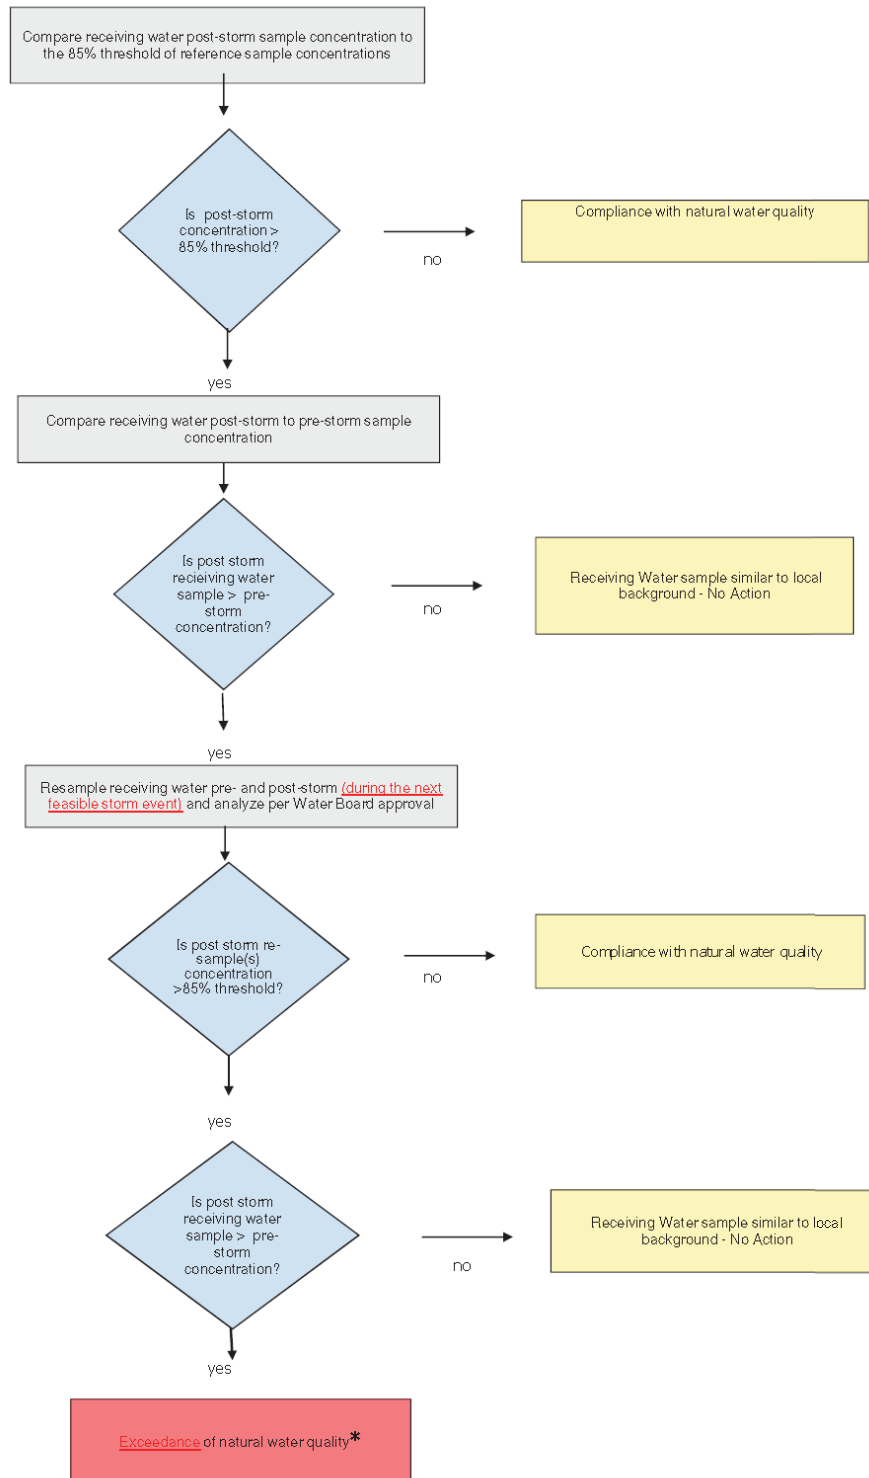 Compare receiving water post-storm sample concentration to
the 85% threshold of reference sample concentrations
Is post-storm
concentration >
85% threshold?
no
Compliance with natural water quality
yes
Compare receiving water post-storm to pre-storm sample
concentration
Is post storm
recieiving water
sample > pre-
storm
concentration?
no
Receiving Water sample similar to local
background - No Action
yes
Resample receiving water pre- and post-storm (during the next
feasible storm event) and analyze per Water Board approval
Is post storm re-
sample(s)
concentration
>85% threshold?
no
Compliance with natural water quality
yes
Is post storm
receiving water
sample > pre-
storm
concentration?
no
Receiving Water sample similar to local
background - No Action
yes
Exceedance of natural water quality*